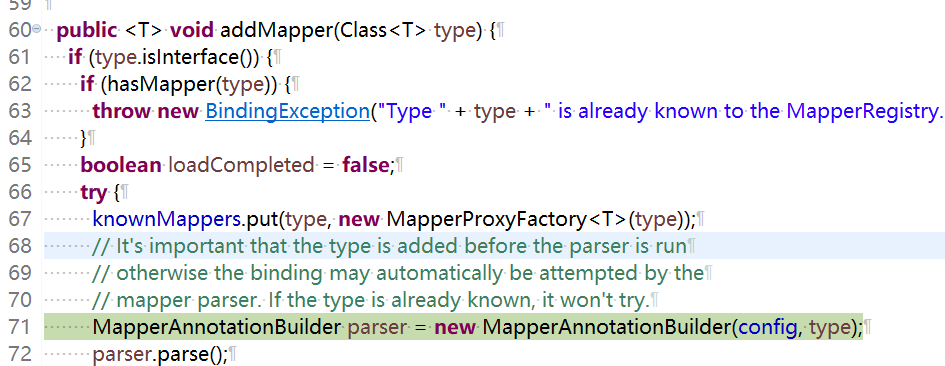 59
60 public <T> void addMapper(Class<T> type) {
61 if (type.isInterface()) {
62 if (hasMapper(type)) {
63 throw new BindingException("Type " + type + " is already known to the MapperRegistry.
64 }
65 boolean loadCompleted = false;
66 try {
67 knownMappers.put(type, new MapperProxyFactory<T>(type));
68 // It's important that the type is added before the parser is run
69 // otherwise the binding may automatically be attempted by the
70 // mapper parser. If the type is already known, it won't try.
71 MapperAnnotationBuilder parser = new MapperAnnotationBuilder(config, type);
72 parser.parse();